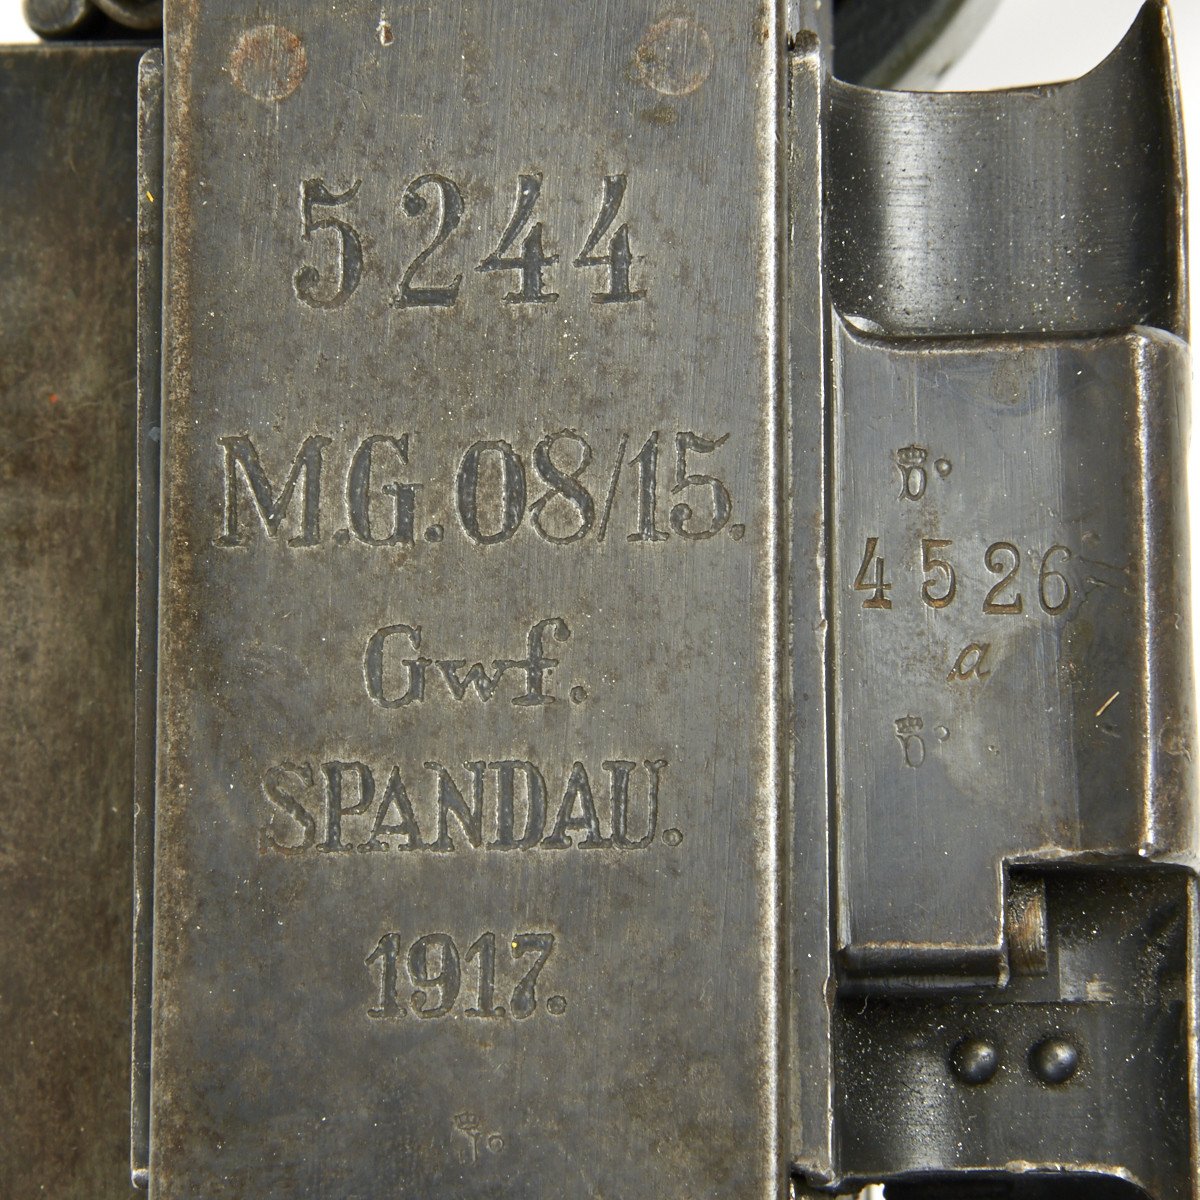 5244
M.G.08/15.
Gwf.
SPANDAU.
1917.
4526
a